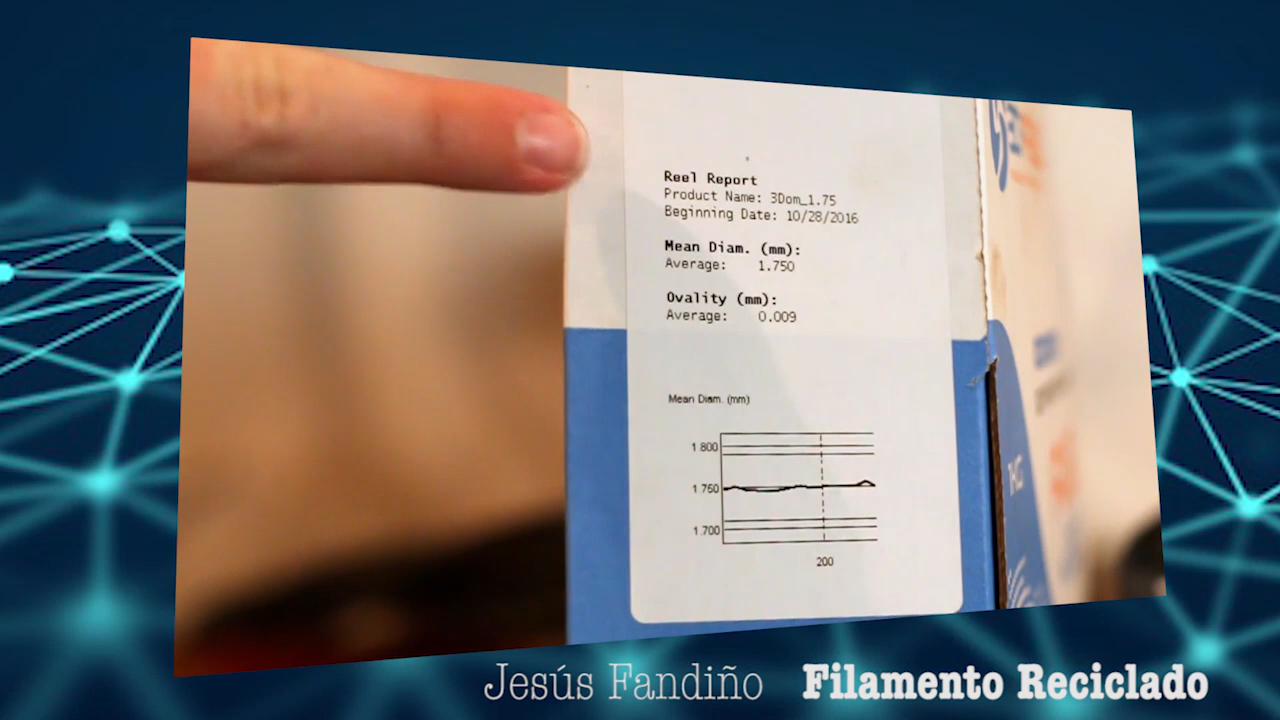 Reel Report
Product Name: 3Dom_1.75
Beginning Date: 10/28/2016
Mean Diam. (mm):
Average: 1.750
Ovality (mm):
Average: 0.009
Mean Diam. (mm)
1.800
1.750
1.700
200
1KG
Jesús Fandiño Filamento Reciclado